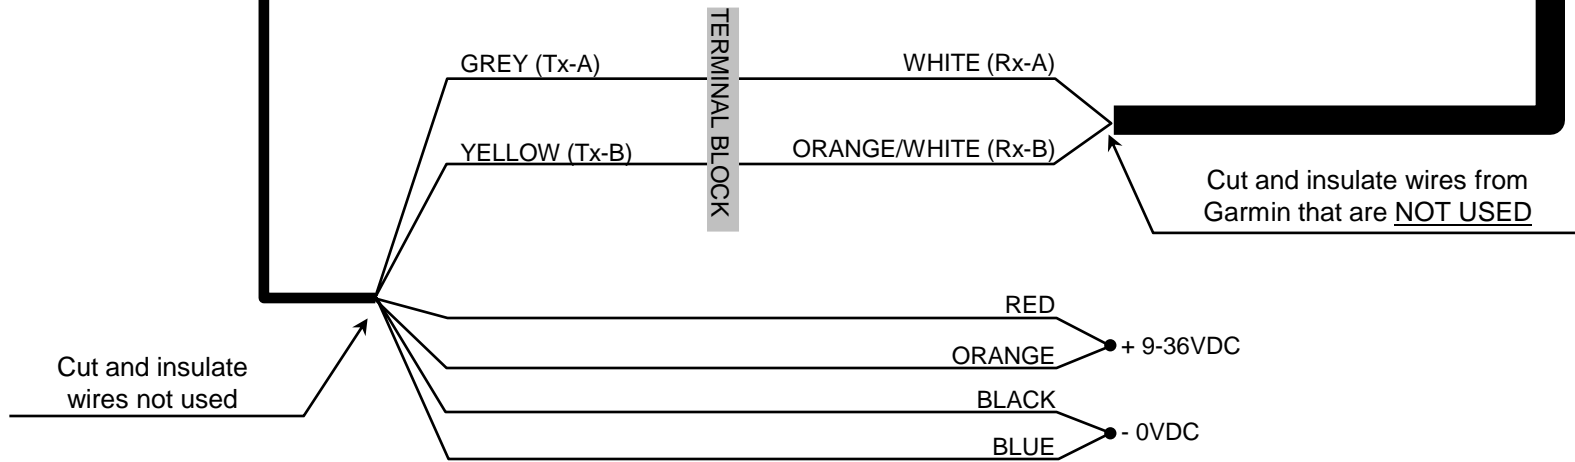 TERMINAL BLOCK
GREY (Tx-A)
WHITE (Rx-A)
YELLOW (Tx-B)
ORANGE/WHITE (Rx-B)
Cut and insulate wires from
Garmin that are NOT USED
RED
+ 9-36VDC
ORANGE
Cut and insulate
wires not used
BLACK
- 0VDC
BLUE